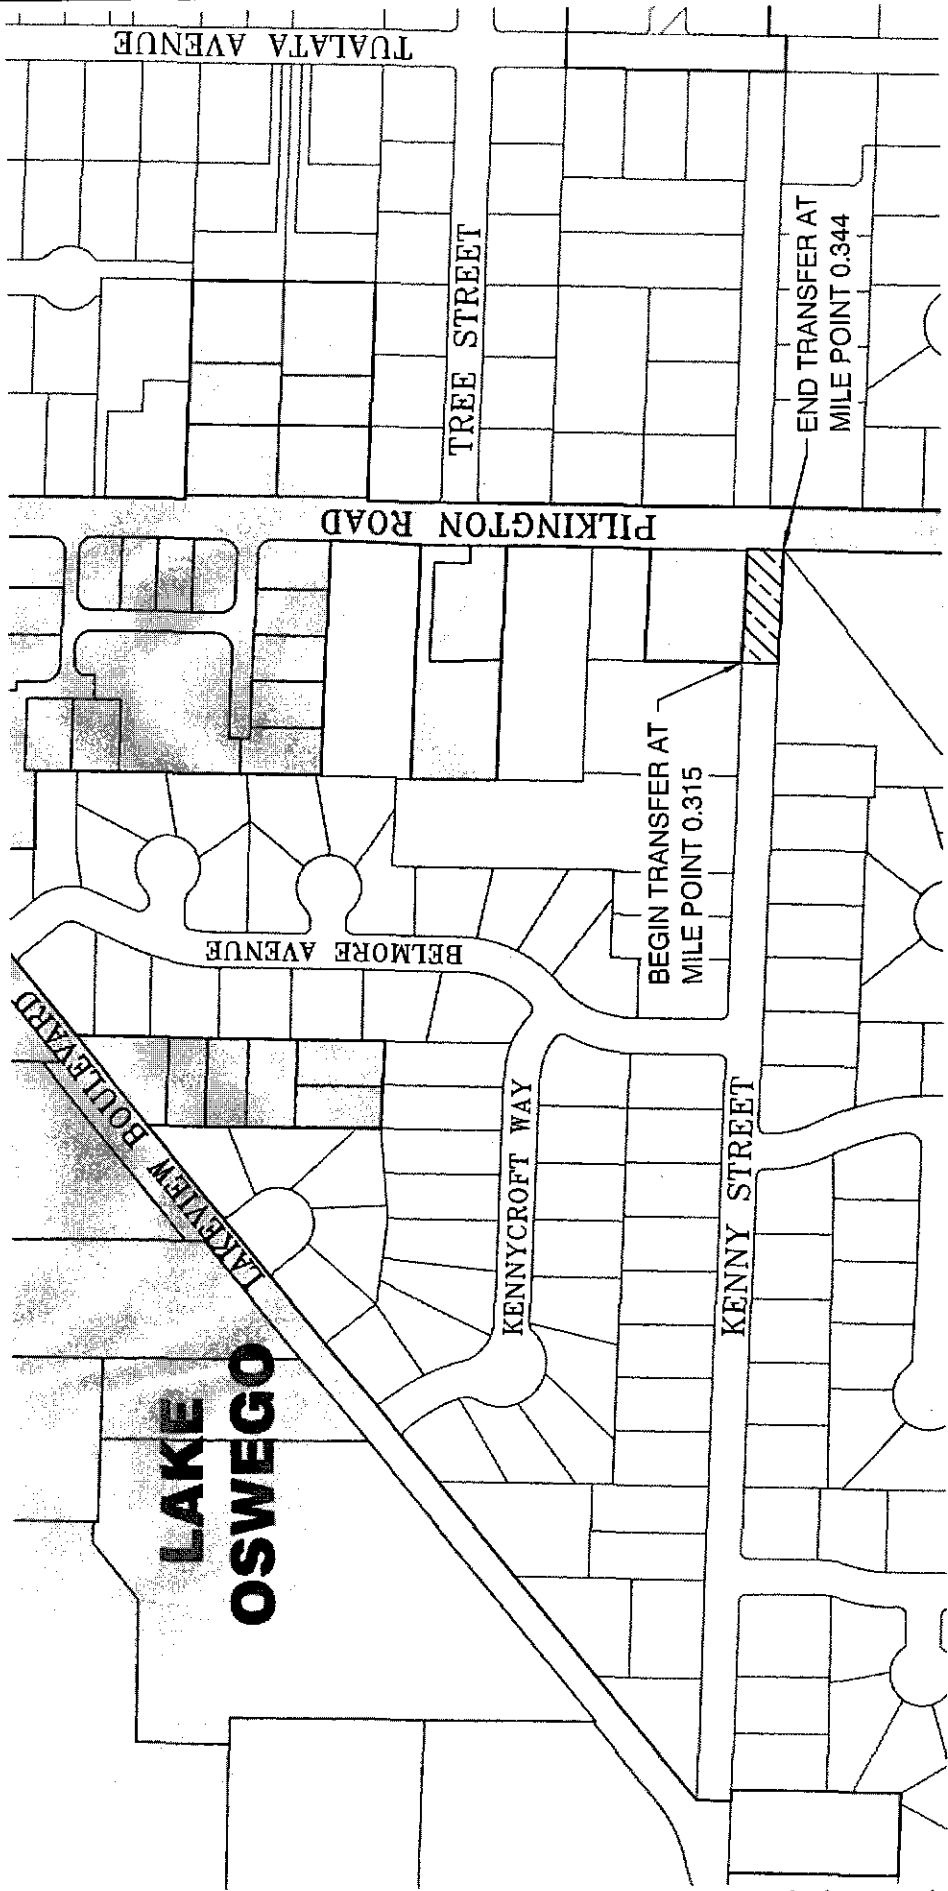 LAKE
OSWEGO
LAKEVIEW BOULEVARD
BELMORE AVENUE
KENNYCROFT WAY
KENNY STREET
BEGIN TRANSFER AT
MILE POINT 0.315
PILKINGTON ROAD
TREE STREET
TUALATA AVENUE
END TRANSFER AT
MILE POINT 0.344